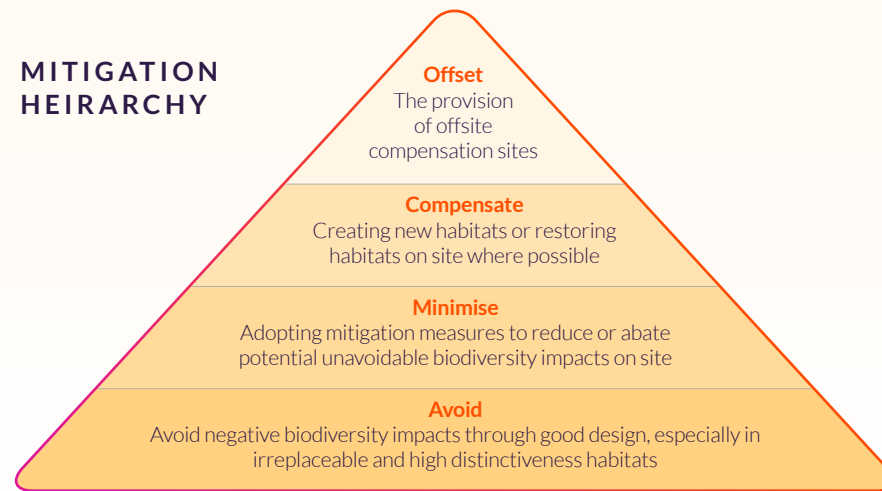 MITIGATION
HEIRARCHY
Offset
The provision
of offsite
compensation sites
Compensate
Creating new habitats or restoring
habitats on site where possible
Minimise
Adopting mitigation measures to reduce or abate
potential unavoidable biodiversity impacts on site
Avoid
Avoid negative biodiversity impacts through good design, especially in
irreplaceable and high distinctiveness habitats